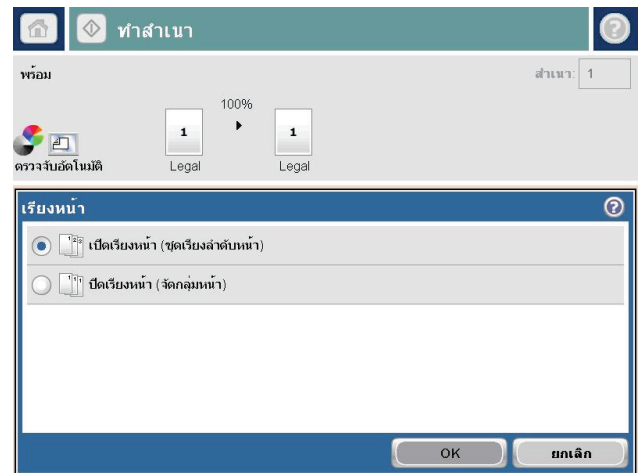 ทำสำเนา
พร้อม
สำเนา: 1
100%
1 1
ตรวจจับอัตโนมัติ Legal Legal
เรียงหน้า
เปิดเรียงหน้า (ชุดเรียงลำดับหน้า)
ปิดเรียงหน้า (จัดกลุ่มหน้า)
OK ยกเลิก